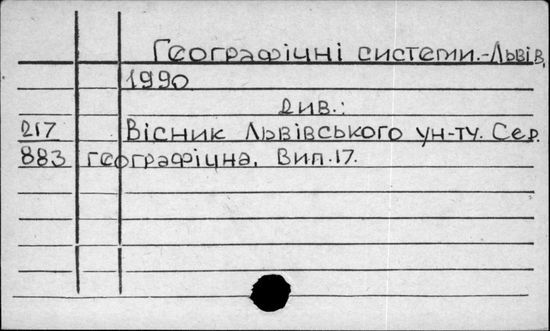 Географічні системи.-Львів,
1990
див.:
217 Вісник Львівського ун-ту. Сер.
883 географічна. Вип.17.